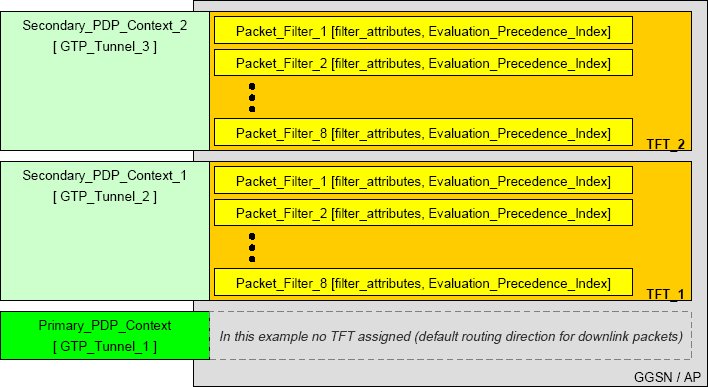 Secondary_PDP_Context_2
[ GTP_Tunnel_3 ]
Packet_Filter_1 [filter_attributes, Evaluation_Precedence_Index]
Packet_Filter_2 [filter_attributes, Evaluation_Precedence_Index]
Packet_Filter_8 [filter_attributes, Evaluation_Precedence_Index]
TFT_2
Secondary_PDP_Context_1
[ GTP_Tunnel_2 ]
Packet_Filter_1 [filter_attributes, Evaluation_Precedence_Index]
Packet_Filter_2 [filter_attributes, Evaluation_Precedence_Index]
Packet_Filter_8 [filter_attributes, Evaluation_Precedence_Index]
TFT_1
Primary_PDP_Context
[ GTP_Tunnel_1 ]
In this example no TFT assigned (default routing direction for downlink packets)
GGSN / AP